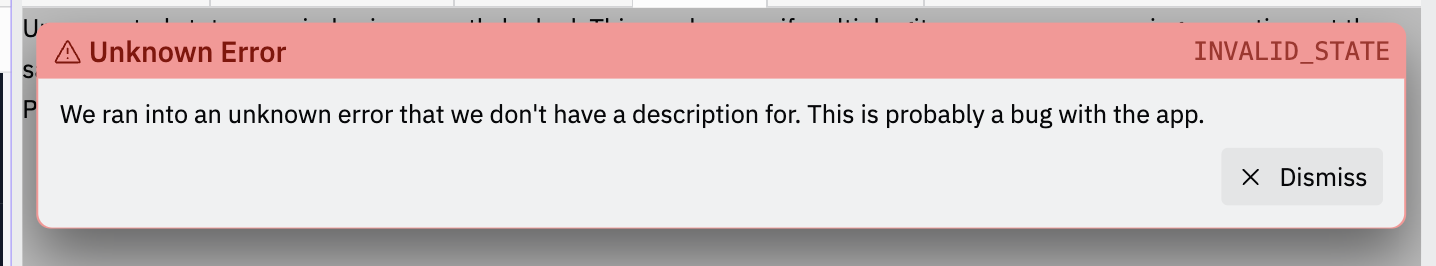 Unknown Error
INVALID_STATE
We ran into an unknown error that we don't have a description for. This is probably a bug with the app.
Dismiss